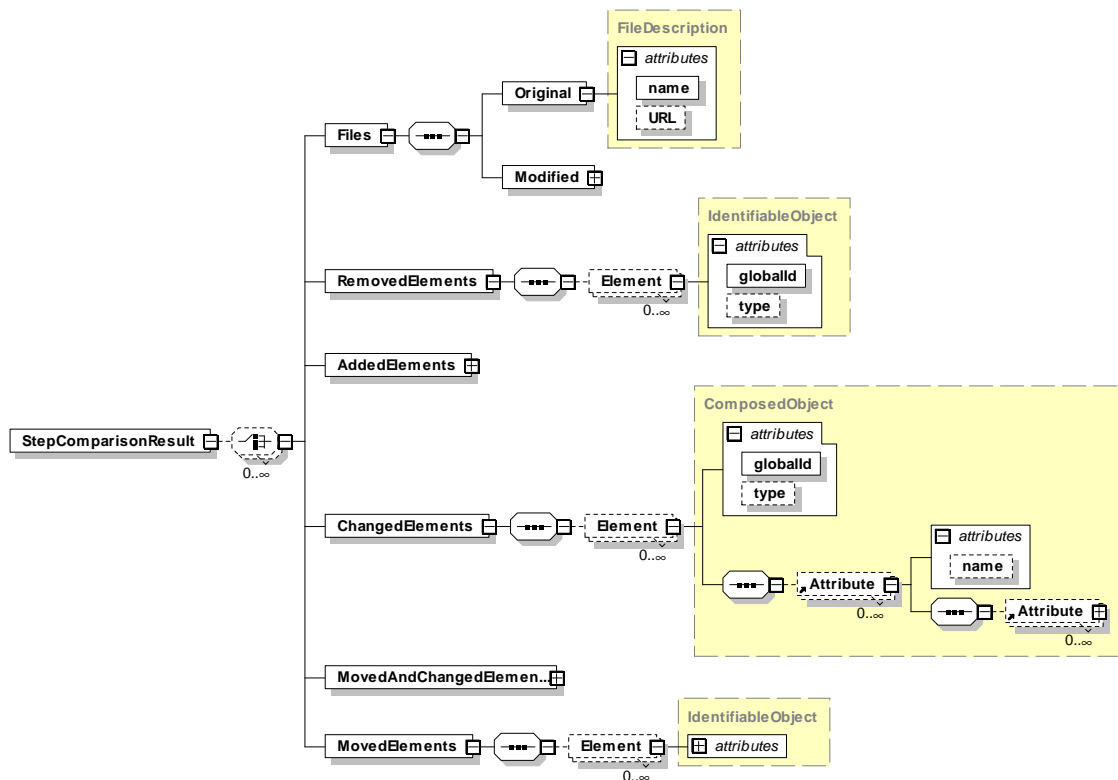 FileDescription
attributes
Original
name
URL
Files
Modified
IdentifiableObject
attributes
RemovedElements
Element
globalId
type
0..∞
AddedElements
ComposedObject
attributes
StepComparisonResult
globalId
0..∞
type
ChangedElements
Element
attributes
0..∞
name
Attribute
0..∞
Attribute
0..∞
MovedAndChangedElemen...
IdentifiableObject
MovedElements
Element
attributes
0..∞